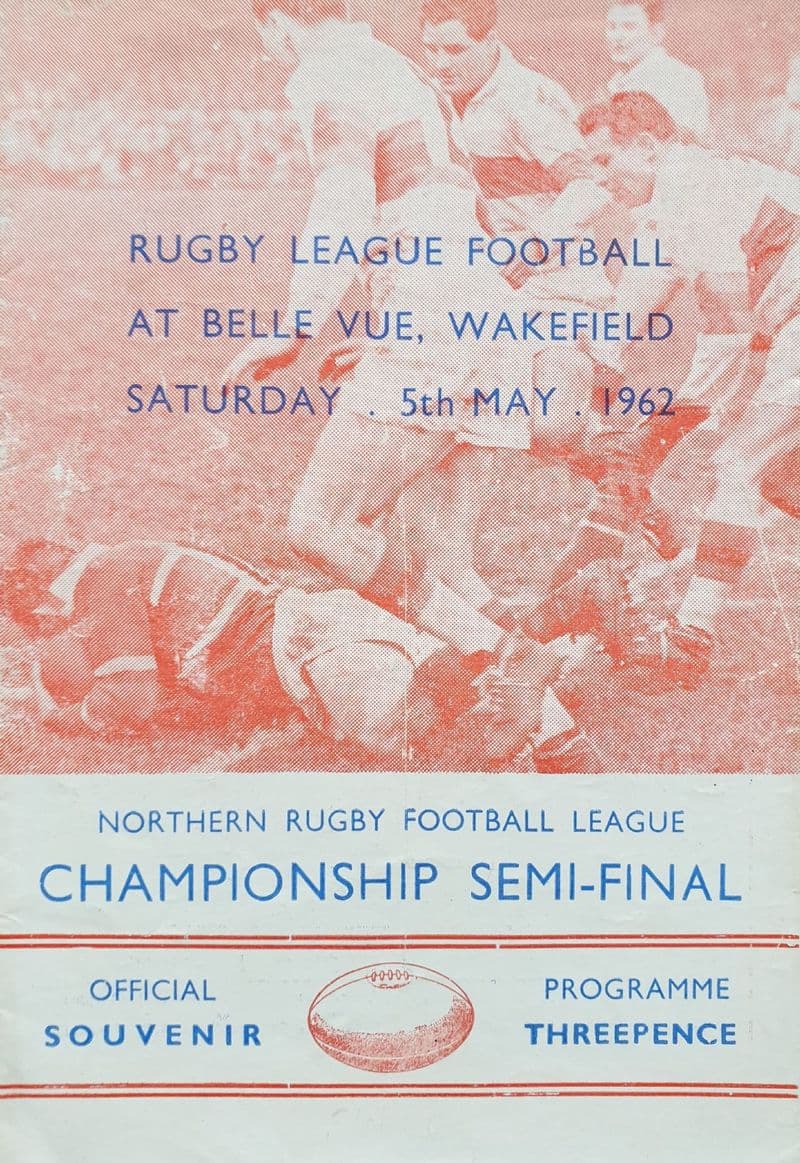 RUGBY LEAGUE FOOTBALL
AT BELLE VUE, WAKEFIELD
SATURDAY . 5th MAY . 1962
NORTHERN RUGBY FOOTBALL LEAGUE
CHAMPIONSHIP SEMI-FINAL
OFFICIAL
SOUVENIR
PROGRAMME
THREEPENCE